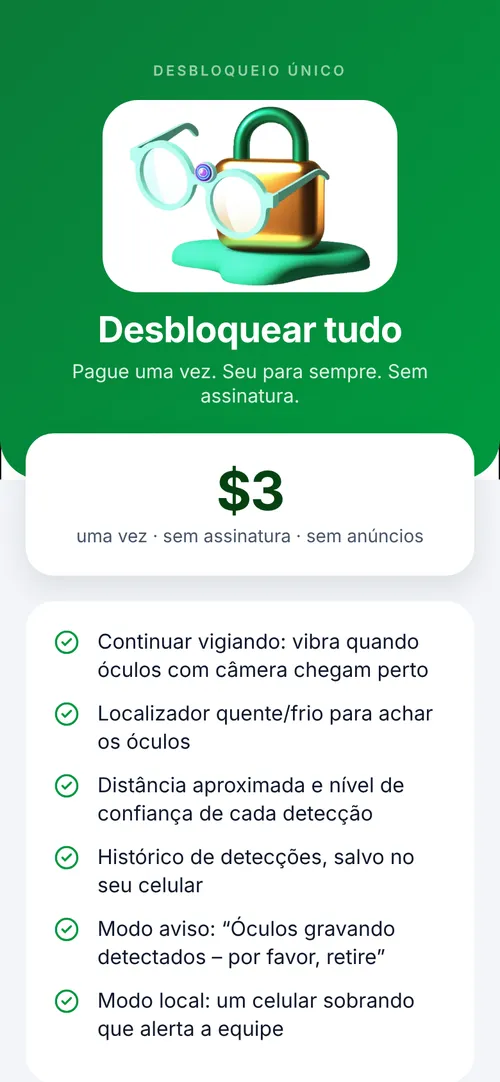 DESBLOQUEIO ÚNICO
Desbloquear tudo
Pague uma vez. Seu para sempre. Sem
assinatura.
$3
uma vez · sem assinatura · sem anúncios
Continuar vigiando: vibra quando
óculos com câmera chegam perto
Localizador quente/frio para achar
os óculos
Distância aproximada e nível de
confiança de cada detecção
Histórico de detecções, salvo no
seu celular
Modo aviso: “Óculos gravando
detectados – por favor, retire”
Modo local: um celular sobrando
que alerta a equipe